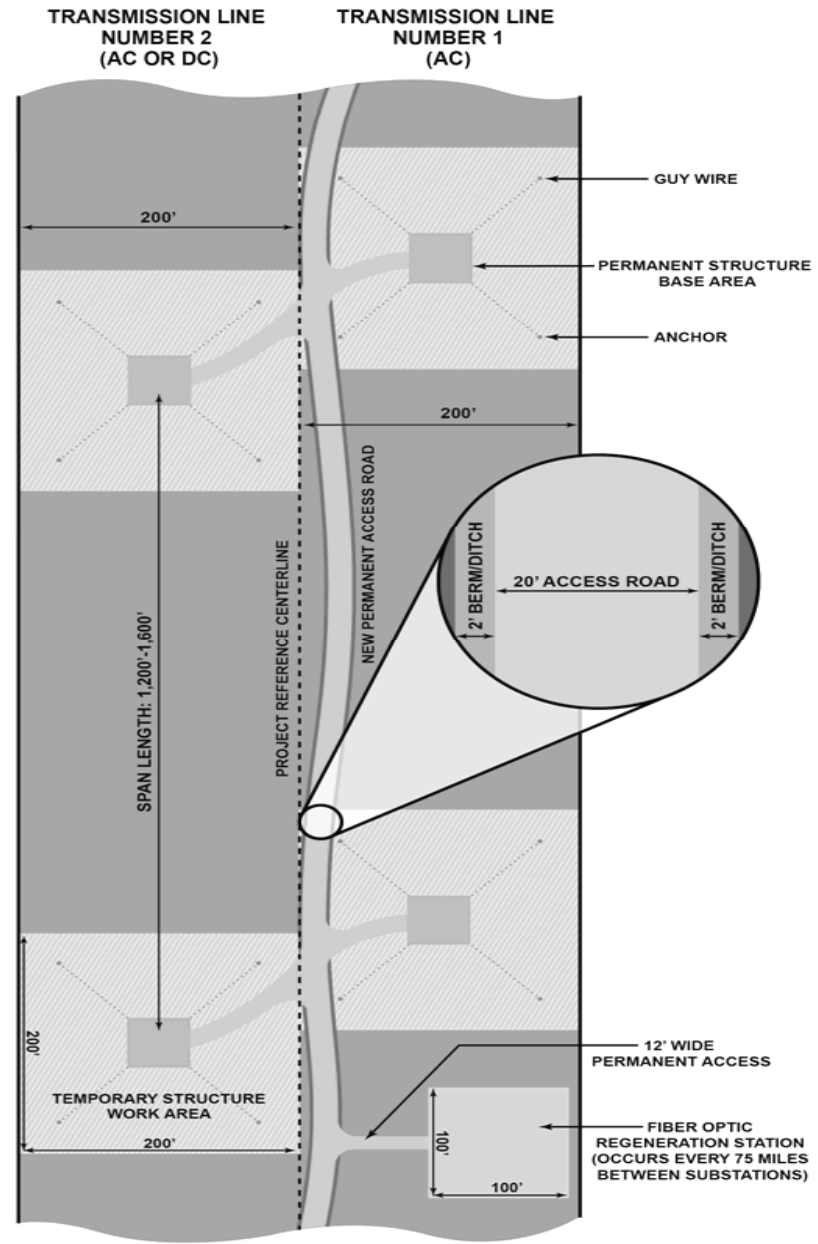 TRANSMISSION LINE
NUMBER 2
(AC OR DC)
TRANSMISSION LINE
NUMBER 1
(AC)
GUY WIRE
200'
PERMANENT STRUCTURE
BASE AREA
ANCHOR
200'
NEW PERMANENT ACCESS ROAD
2' BERM/DITCH
20' ACCESS ROAD
2' BERM/DITCH
PROJECT REFERENCE CENTERLINE
SPAN LENGTH: 1,200'-1,600'
200'
12' WIDE
PERMANENT ACCESS
TEMPORARY STRUCTURE
WORK AREA
200'
100'
100'
FIBER OPTIC
REGENERATION STATION
(OCCURS EVERY 75 MILES
BETWEEN SUBSTATIONS)